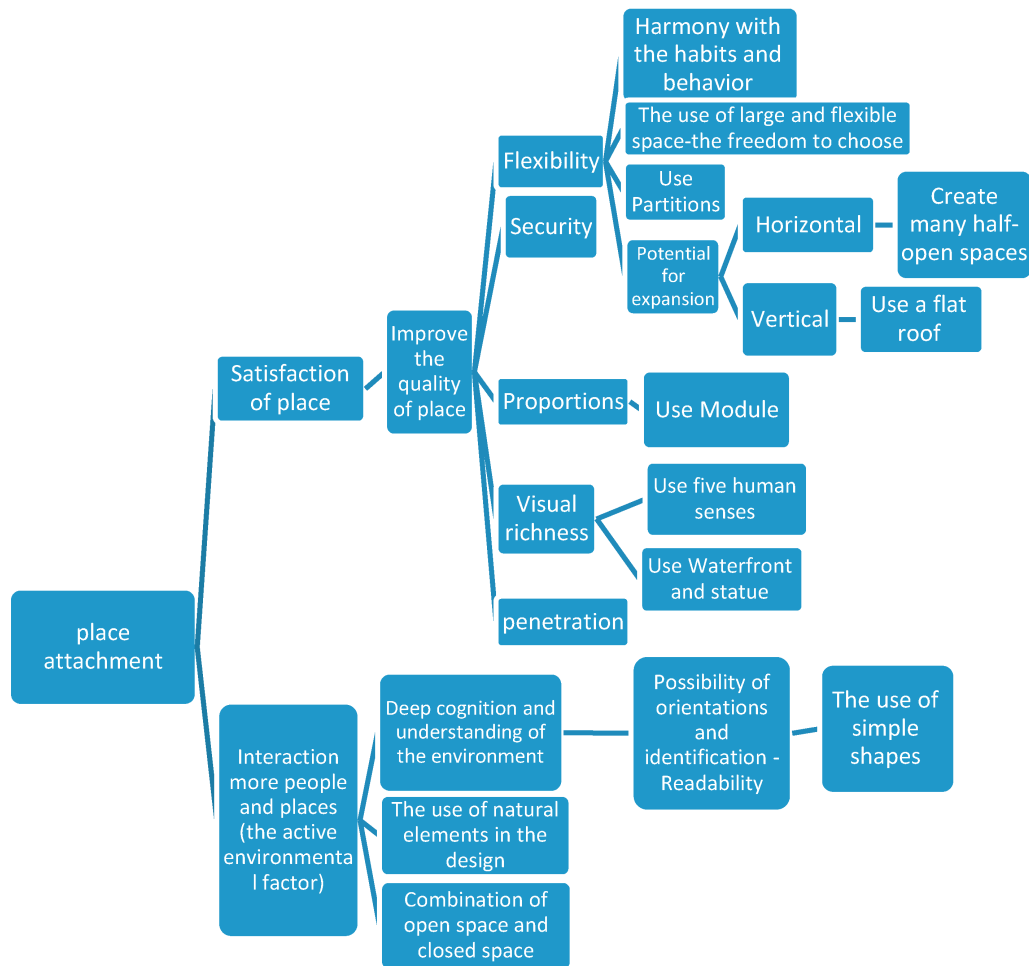 Harmony with
the habits and
behavior
The use of large and flexible
space-the freedom to choose
Flexibility
Use
Partitions
Security
Potential
for
expansion
Horizontal
Create
many half-
open spaces
Vertical
Use a flat
roof
Improve
the
quality
of place
Satisfaction
of place
Proportions
Use Module
Visual
richness
Use five human
senses
Use Waterfront
and statue
penetration
place
attachment
Interaction
more people
and places
(the active
environmenta
l factor)
Deep cognition and
understanding of
the environment
Possibility of
orientations
and
identification -
Readability
The use of
simple
shapes
The use of natural
elements in the
design
Combination of
open space and
closed space